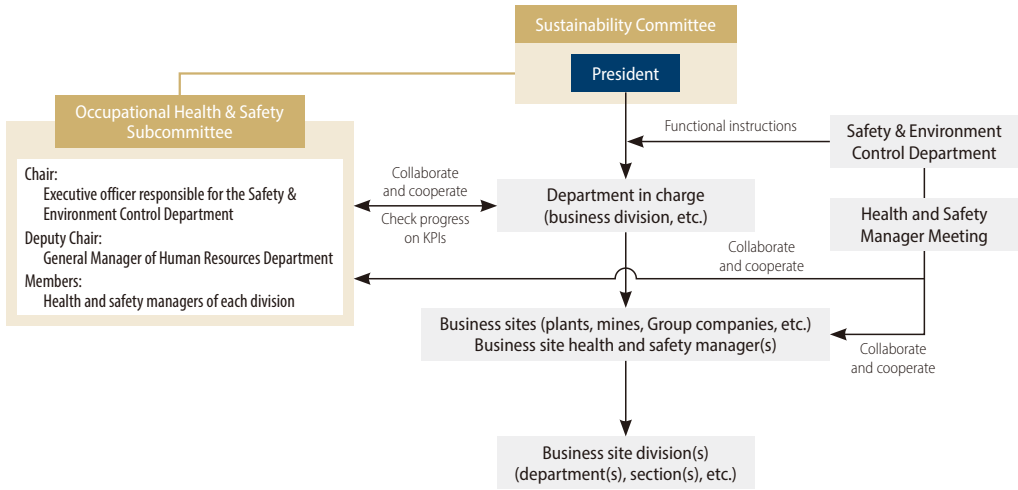 Sustainability Committee
President
Occupational Health & Safety
Subcommittee
Chair:
Executive officer responsible for the Safety &
Environment Control Department
Deputy Chair:
General Manager of Human Resources Department
Members:
Health and safety managers of each division
Collaborate
and cooperate
Check progress
on KPIs
Functional instructions
Safety & Environment
Control Department
Department in charge
(business division, etc.)
Health and Safety
Manager Meeting
Collaborate
and cooperate
Business sites (plants, mines, Group companies, etc.)
Business site health and safety manager(s)
Collaborate
and cooperate
Business site division(s)
(department(s), section(s), etc.)